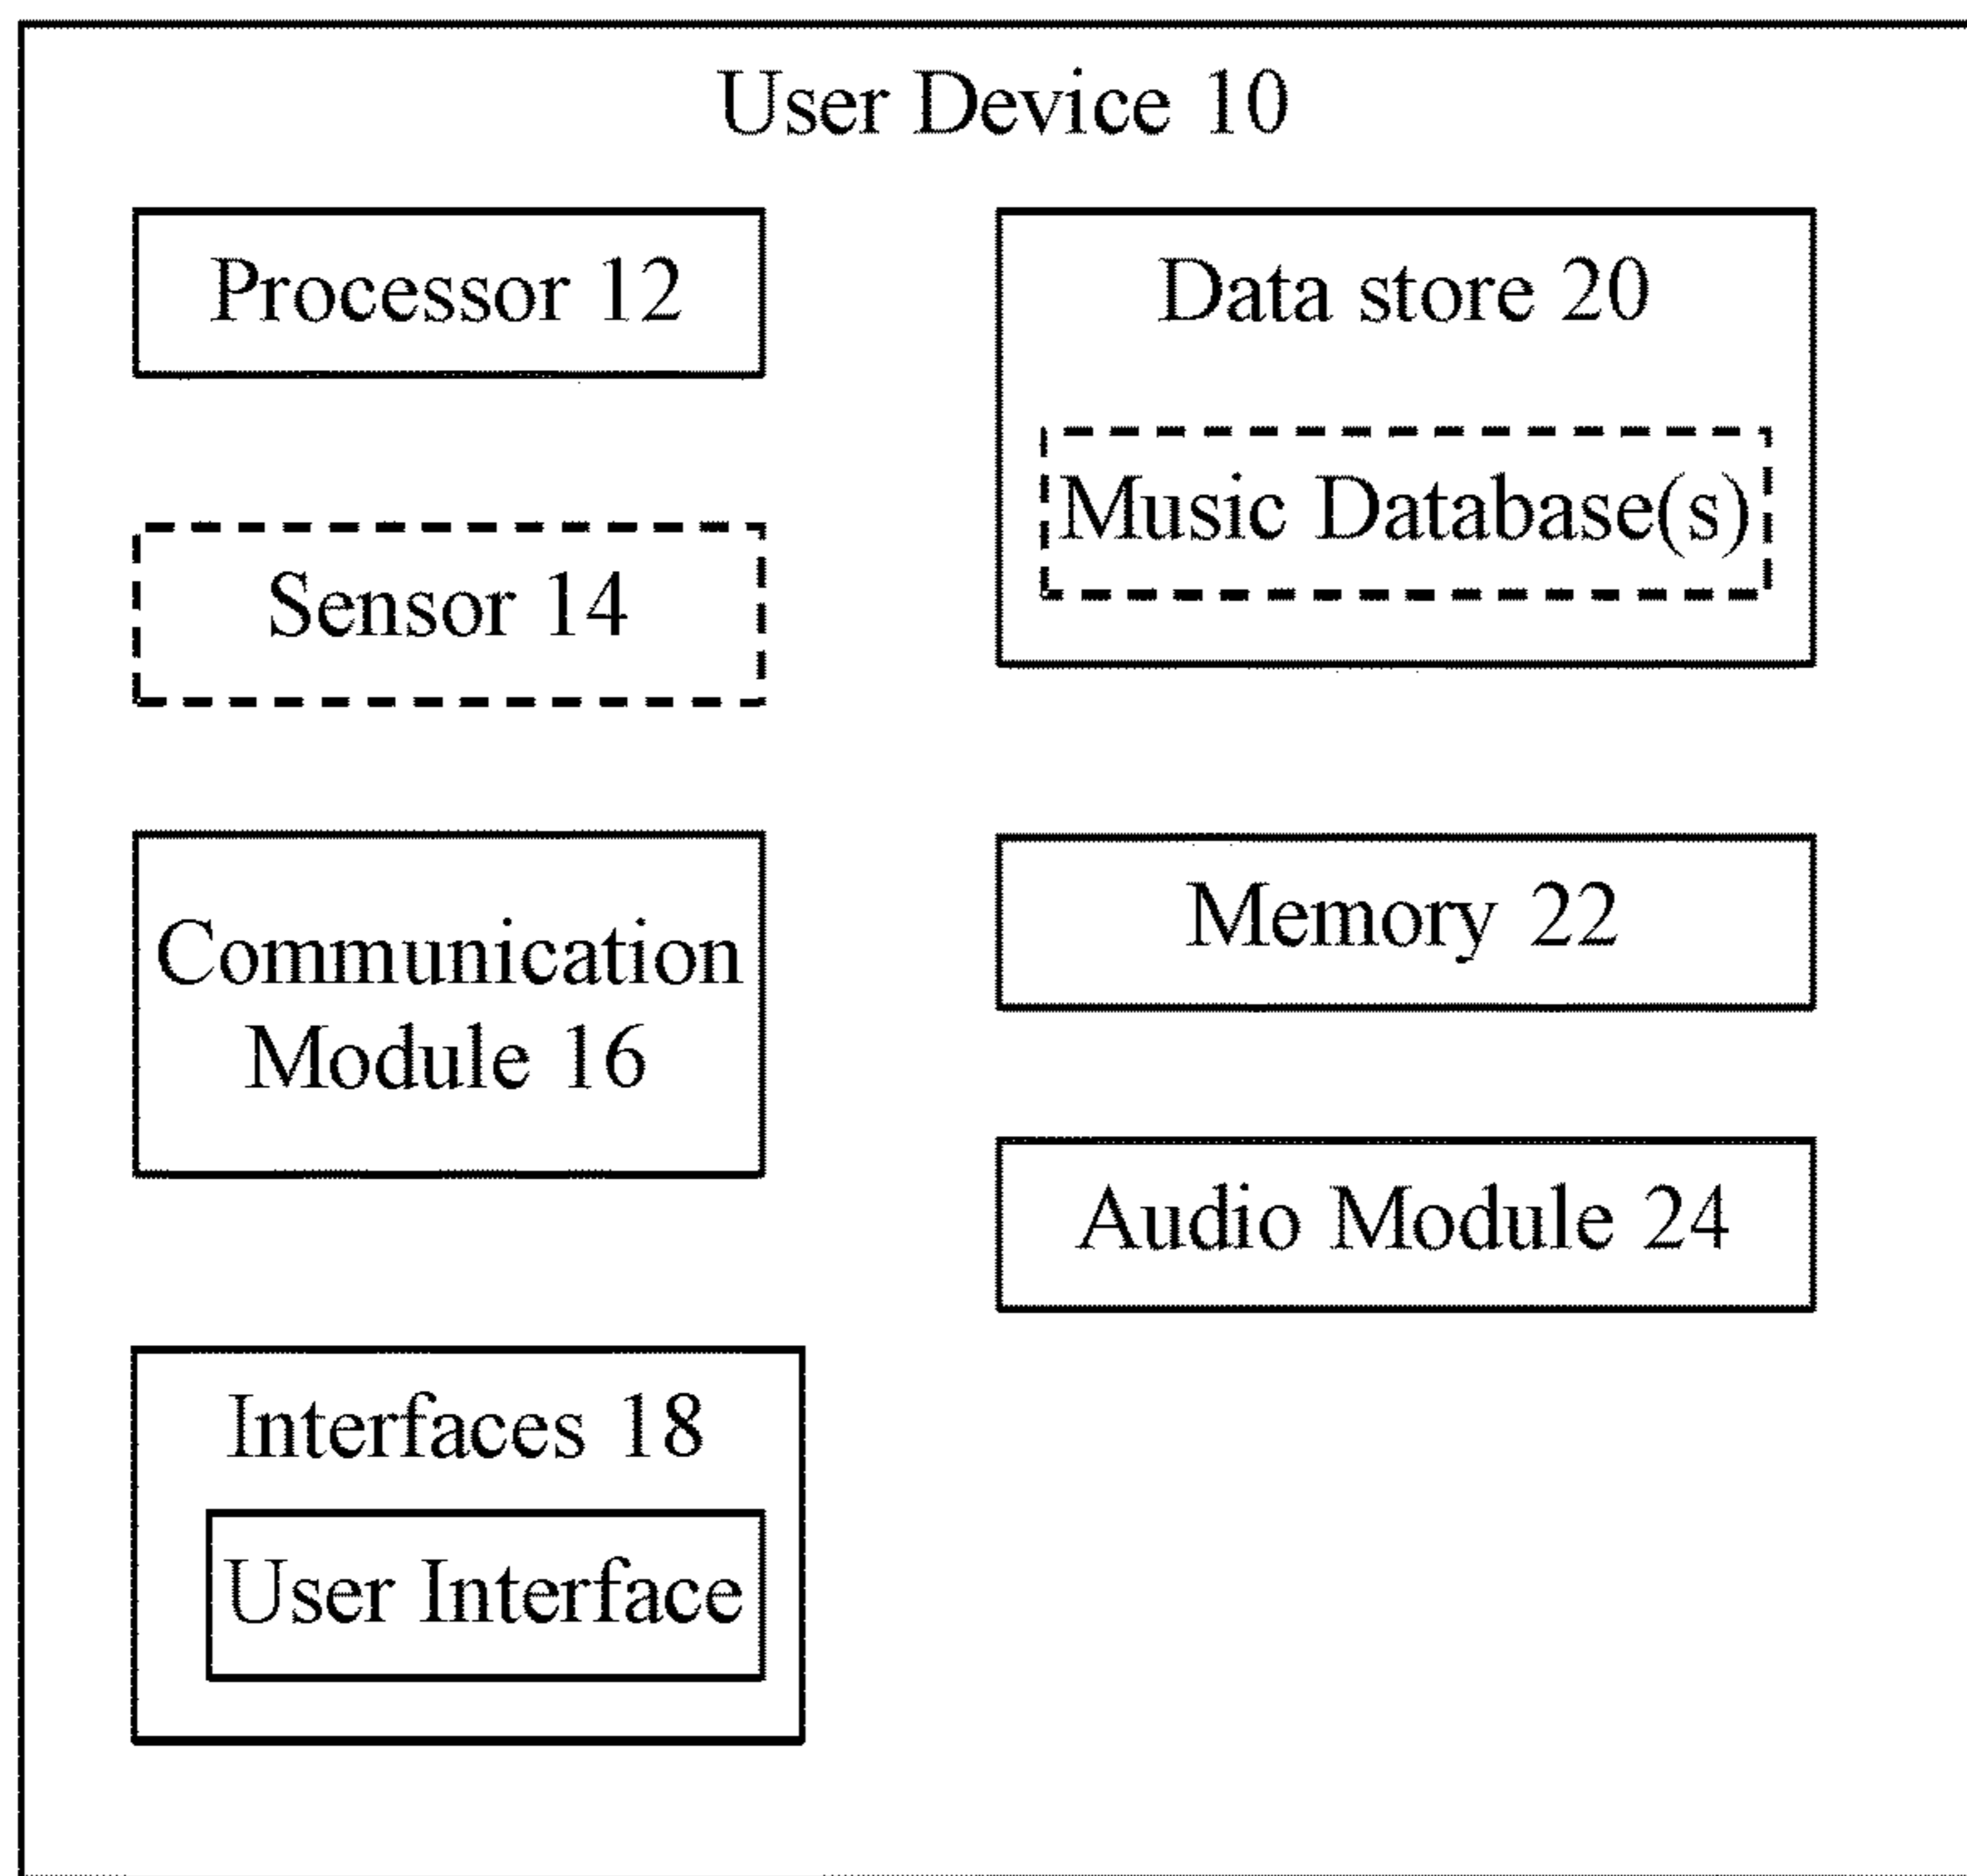 User Device 10
Processor 12
Sensor 14
Communication
Module 16
Interfaces 18
User Interface
Data store 20
Music Database(s)
Memory 22
Audio Module 24